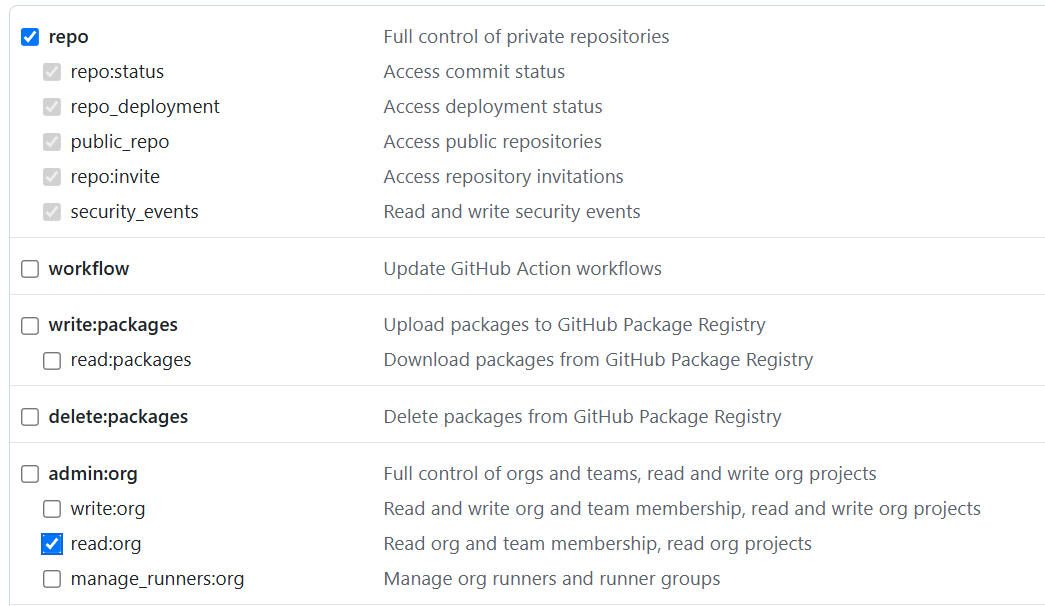 repo Full control of private repositories
repo:status Access commit status
repo_deployment Access deployment status
public_repo Access public repositories
repo:invite Access repository invitations
security_events Read and write security events
workflow Update GitHub Action workflows
write:packages Upload packages to GitHub Package Registry
read:packages Download packages from GitHub Package Registry
delete:packages Delete packages from GitHub Package Registry
admin:org Full control of orgs and teams, read and write org projects
write:org Read and write org and team membership, read and write org projects
read:org Read org and team membership, read org projects
manage_runners:org Manage org runners and runner groups